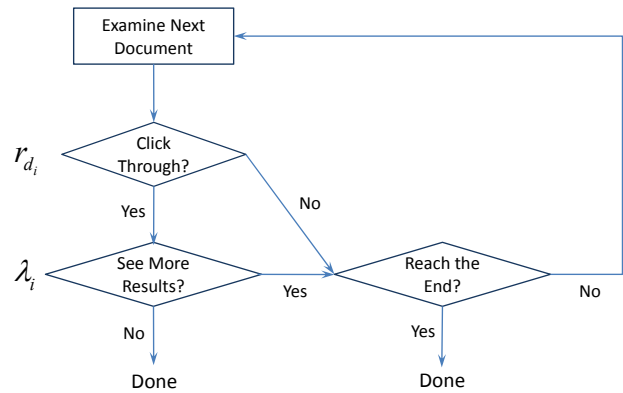 Examine Next
Document
r_{d_i}
Click
Through?
No
Yes
λ_i
See More
Results?
Yes
Reach the
End?
No
No
Yes
Done
Done